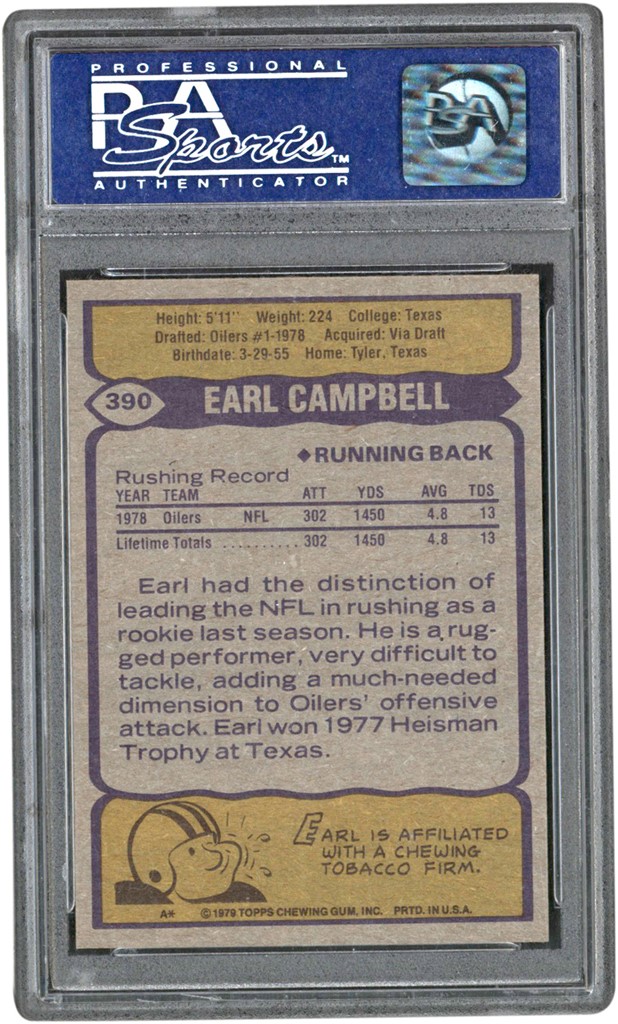 PROFESSIONAL
PSA
Sports™
AUTHENTICATOR
PSA
Height: 5'11" Weight: 224 College: Texas
Drafted: Oilers #1-1978 Acquired: Via Draft
Birthdate: 3-29-55 Home: Tyler, Texas
390 EARL CAMPBELL
◆RUNNING BACK
Rushing Record
YEAR TEAM ATT YDS AVG TDS
1978 Oilers NFL 302 1450 4.8 13
Lifetime Totals .......... 302 1450 4.8 13
Earl had the distinction of
leading the NFL in rushing as a
rookie last season. He is a rug-
ged performer, very difficult to
tackle, adding a much-needed
dimension to Oilers' offensive
attack. Earl won 1977 Heisman
Trophy at Texas.
EARL IS AFFILIATED
WITH A CHEWING
TOBACCO FIRM.
A* ©1979 TOPPS CHEWING GUM, INC. PRTD. IN U.S.A.